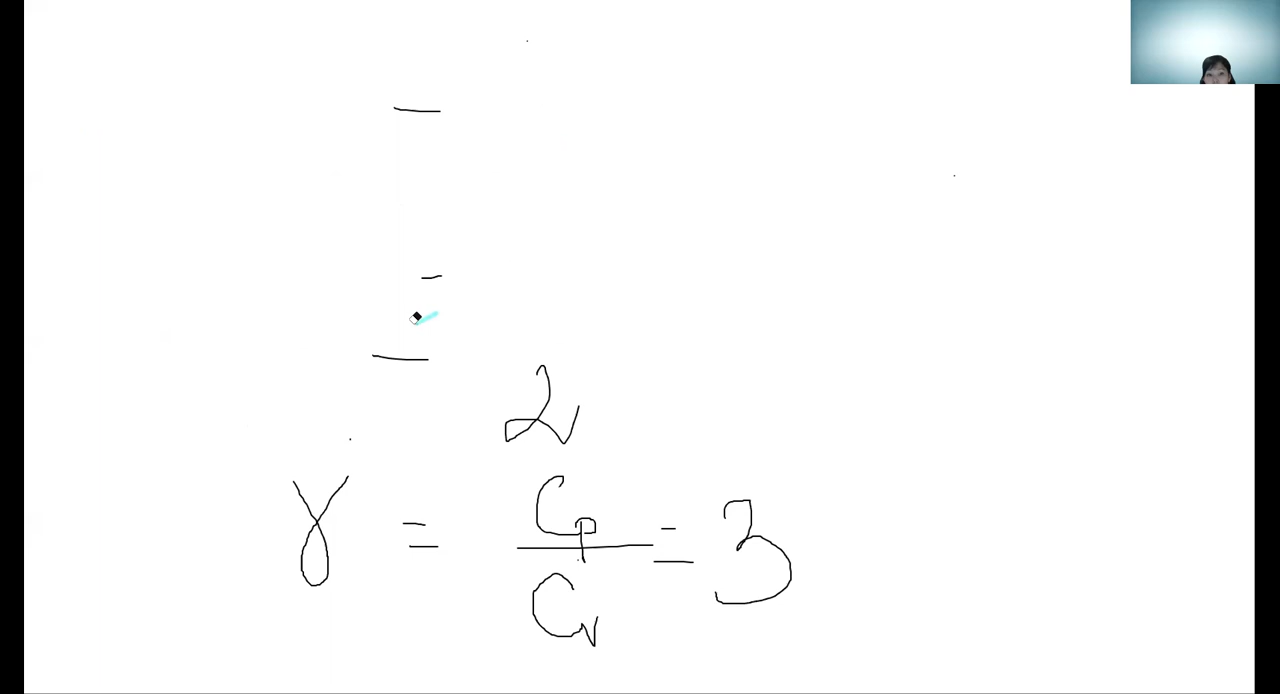 2
γ = Cp/Cv = 3